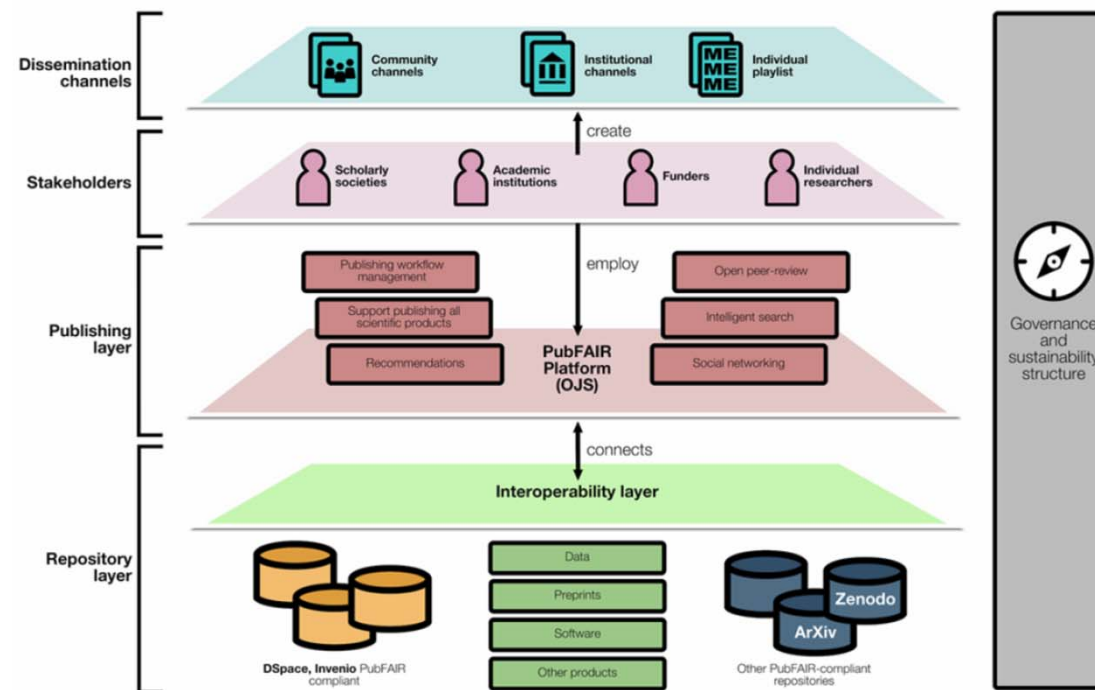 Dissemination
channels
Community
channels
Institutional
channels
ME
ME
ME
ME
ME
ME
Individual
playlist
create
Stakeholders
Scholarly
societies
Academic
institutions
Funders
Individual
researchers
employ
Publishing
layer
Publishing workflow
management
Support publishing all
scientific products
Recommendations
PubFAIR
Platform
(OJS)
Open peer-review
Intelligent search
Social networking
connects
Repository
layer
Interoperability layer
DSpace, Invenio PubFAIR
compliant
Data
Preprints
Software
Other products
Zenodo
ArXiv
Other PubFAIR-compliant
repositories
Governance
and
sustainability
structure